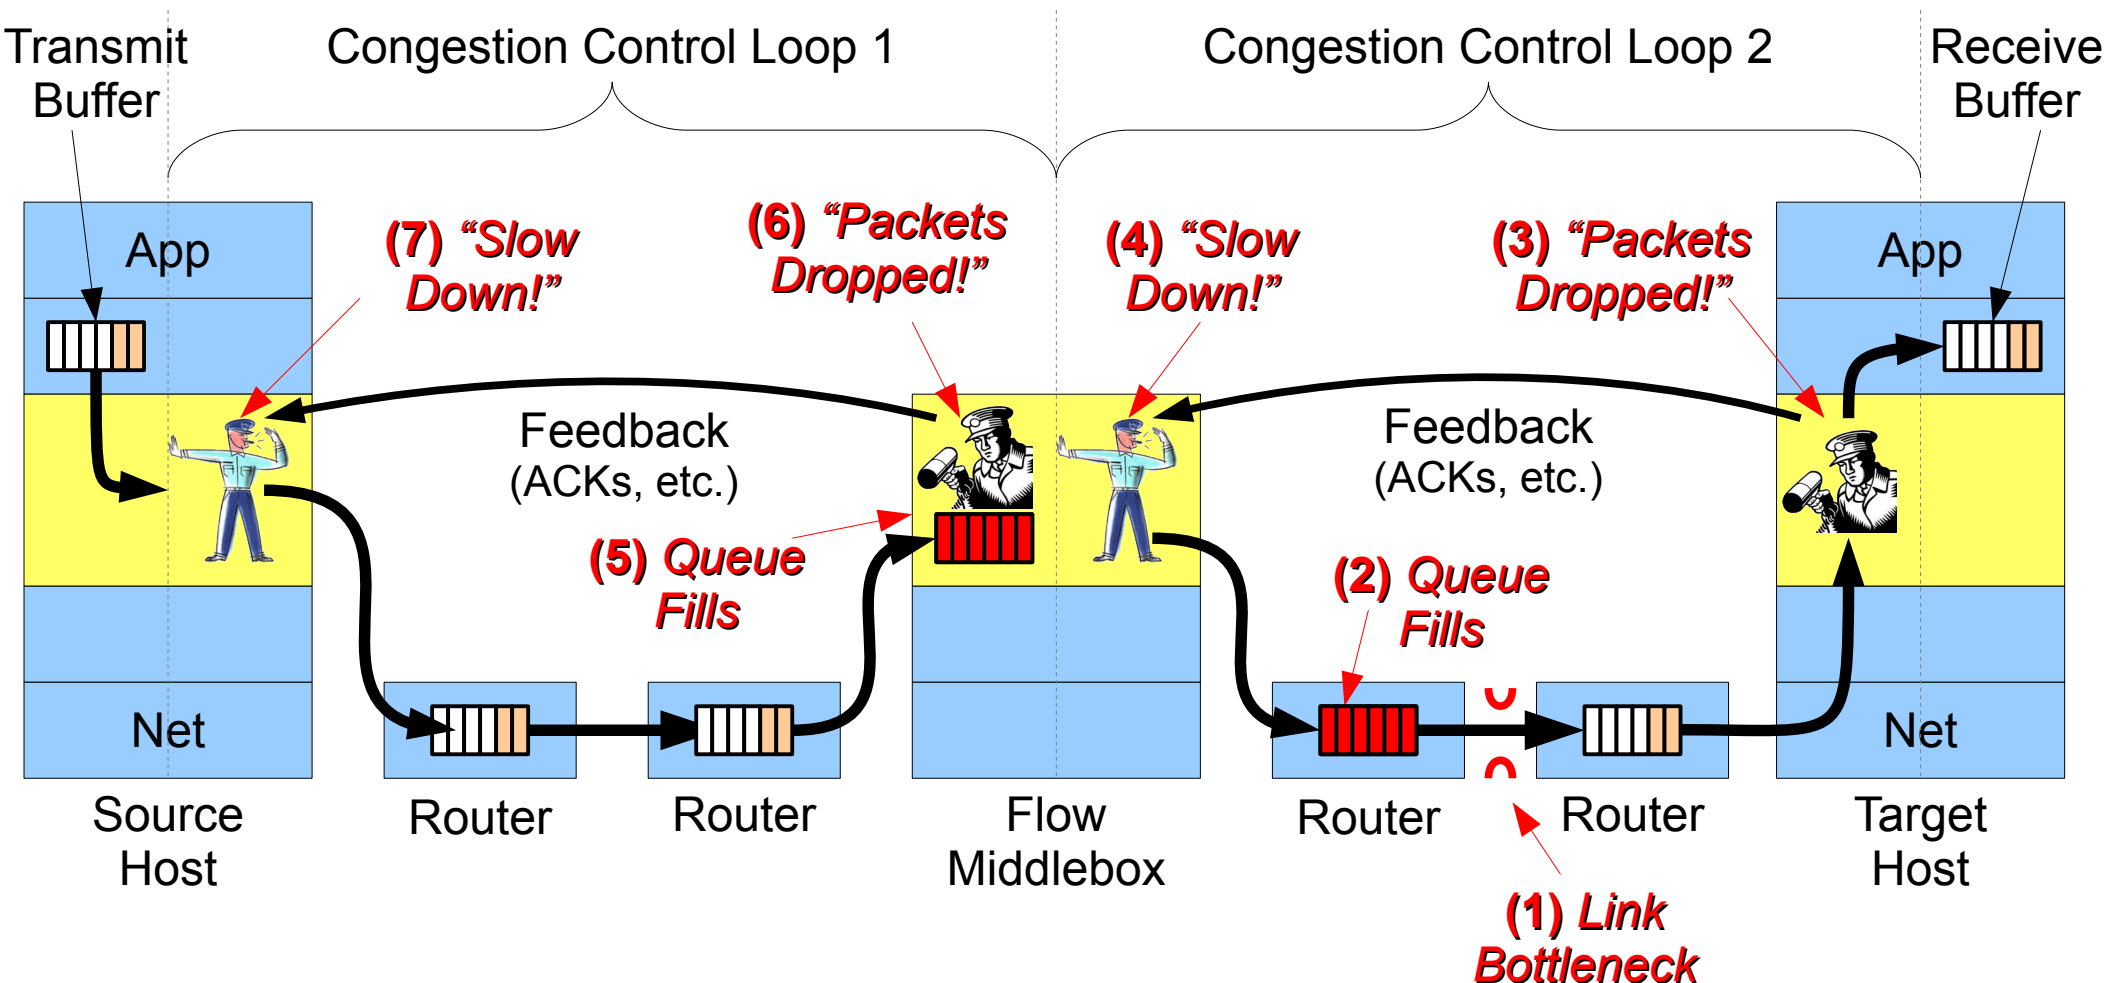 Transmit
Buffer
Congestion Control Loop 1
Congestion Control Loop 2
Receive
Buffer
App
(7) “Slow
Down!”
(6) “Packets
Dropped!”
(4) “Slow
Down!”
(3) “Packets
Dropped!”
App
Feedback
(ACKs, etc.)
Feedback
(ACKs, etc.)
(5) Queue
Fills
(2) Queue
Fills
Net
Net
Source
Host
Router
Router
Flow
Middlebox
Router
Router
Target
Host
(1) Link
Bottleneck